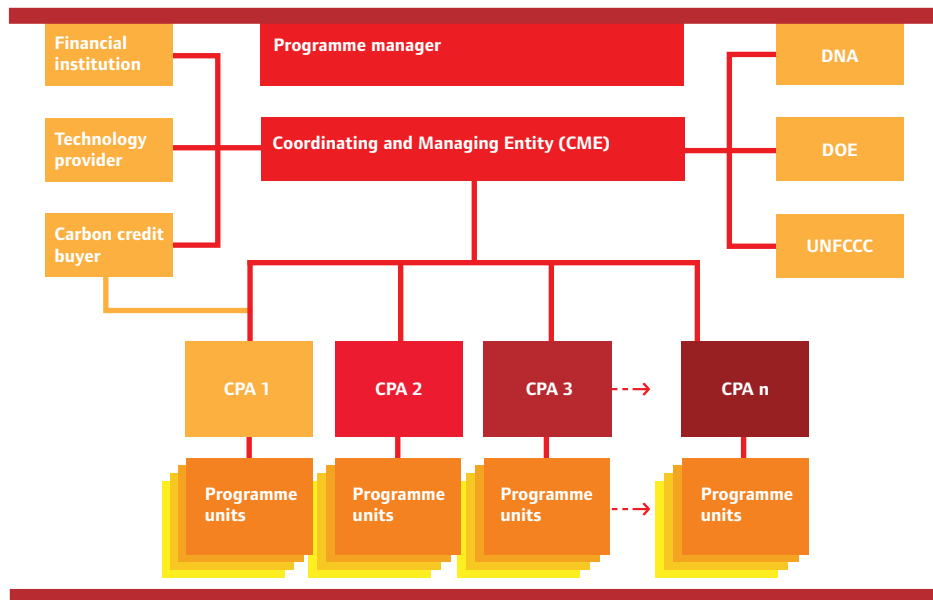 Financial
institution
Programme manager
DNA
Technology
provider
Coordinating and Managing Entity (CME)
DOE
Carbon credit
buyer
UNFCCC
CPA 1
CPA 2
CPA 3
CPA n
Programme
units
Programme
units
Programme
units
Programme
units